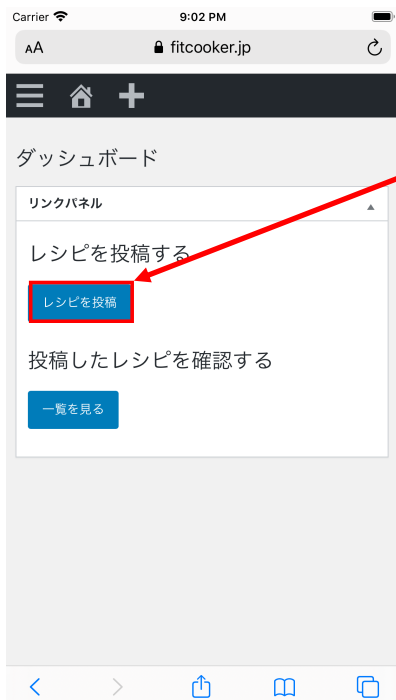 Carrier 9:02 PM
AA fitcooker.jp
ダッシュボード
リンクパネル
レシピを投稿する
レシピを投稿
投稿したレシピを確認する
一覧を見る